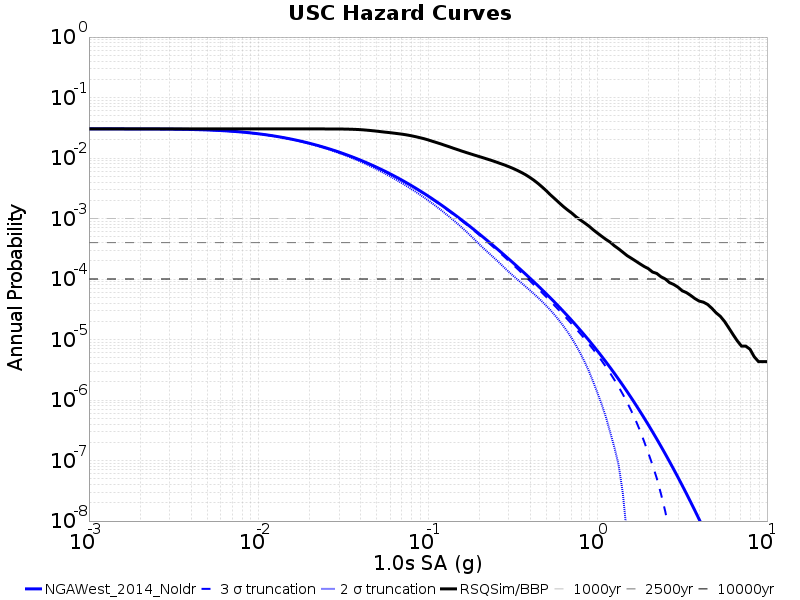 USC Hazard Curves
10^0
10^-1
10^-2
10^-3
10^-4
10^-5
10^-6
10^-7
10^-8
Annual Probability
10^-3 10^-2 10^-1 10^0 10^1
1.0s SA (g)
NGAWest_2014_NoIdr 3 σ truncation 2 σ truncation RSQSim/BBP 1000yr 2500yr 10000yr